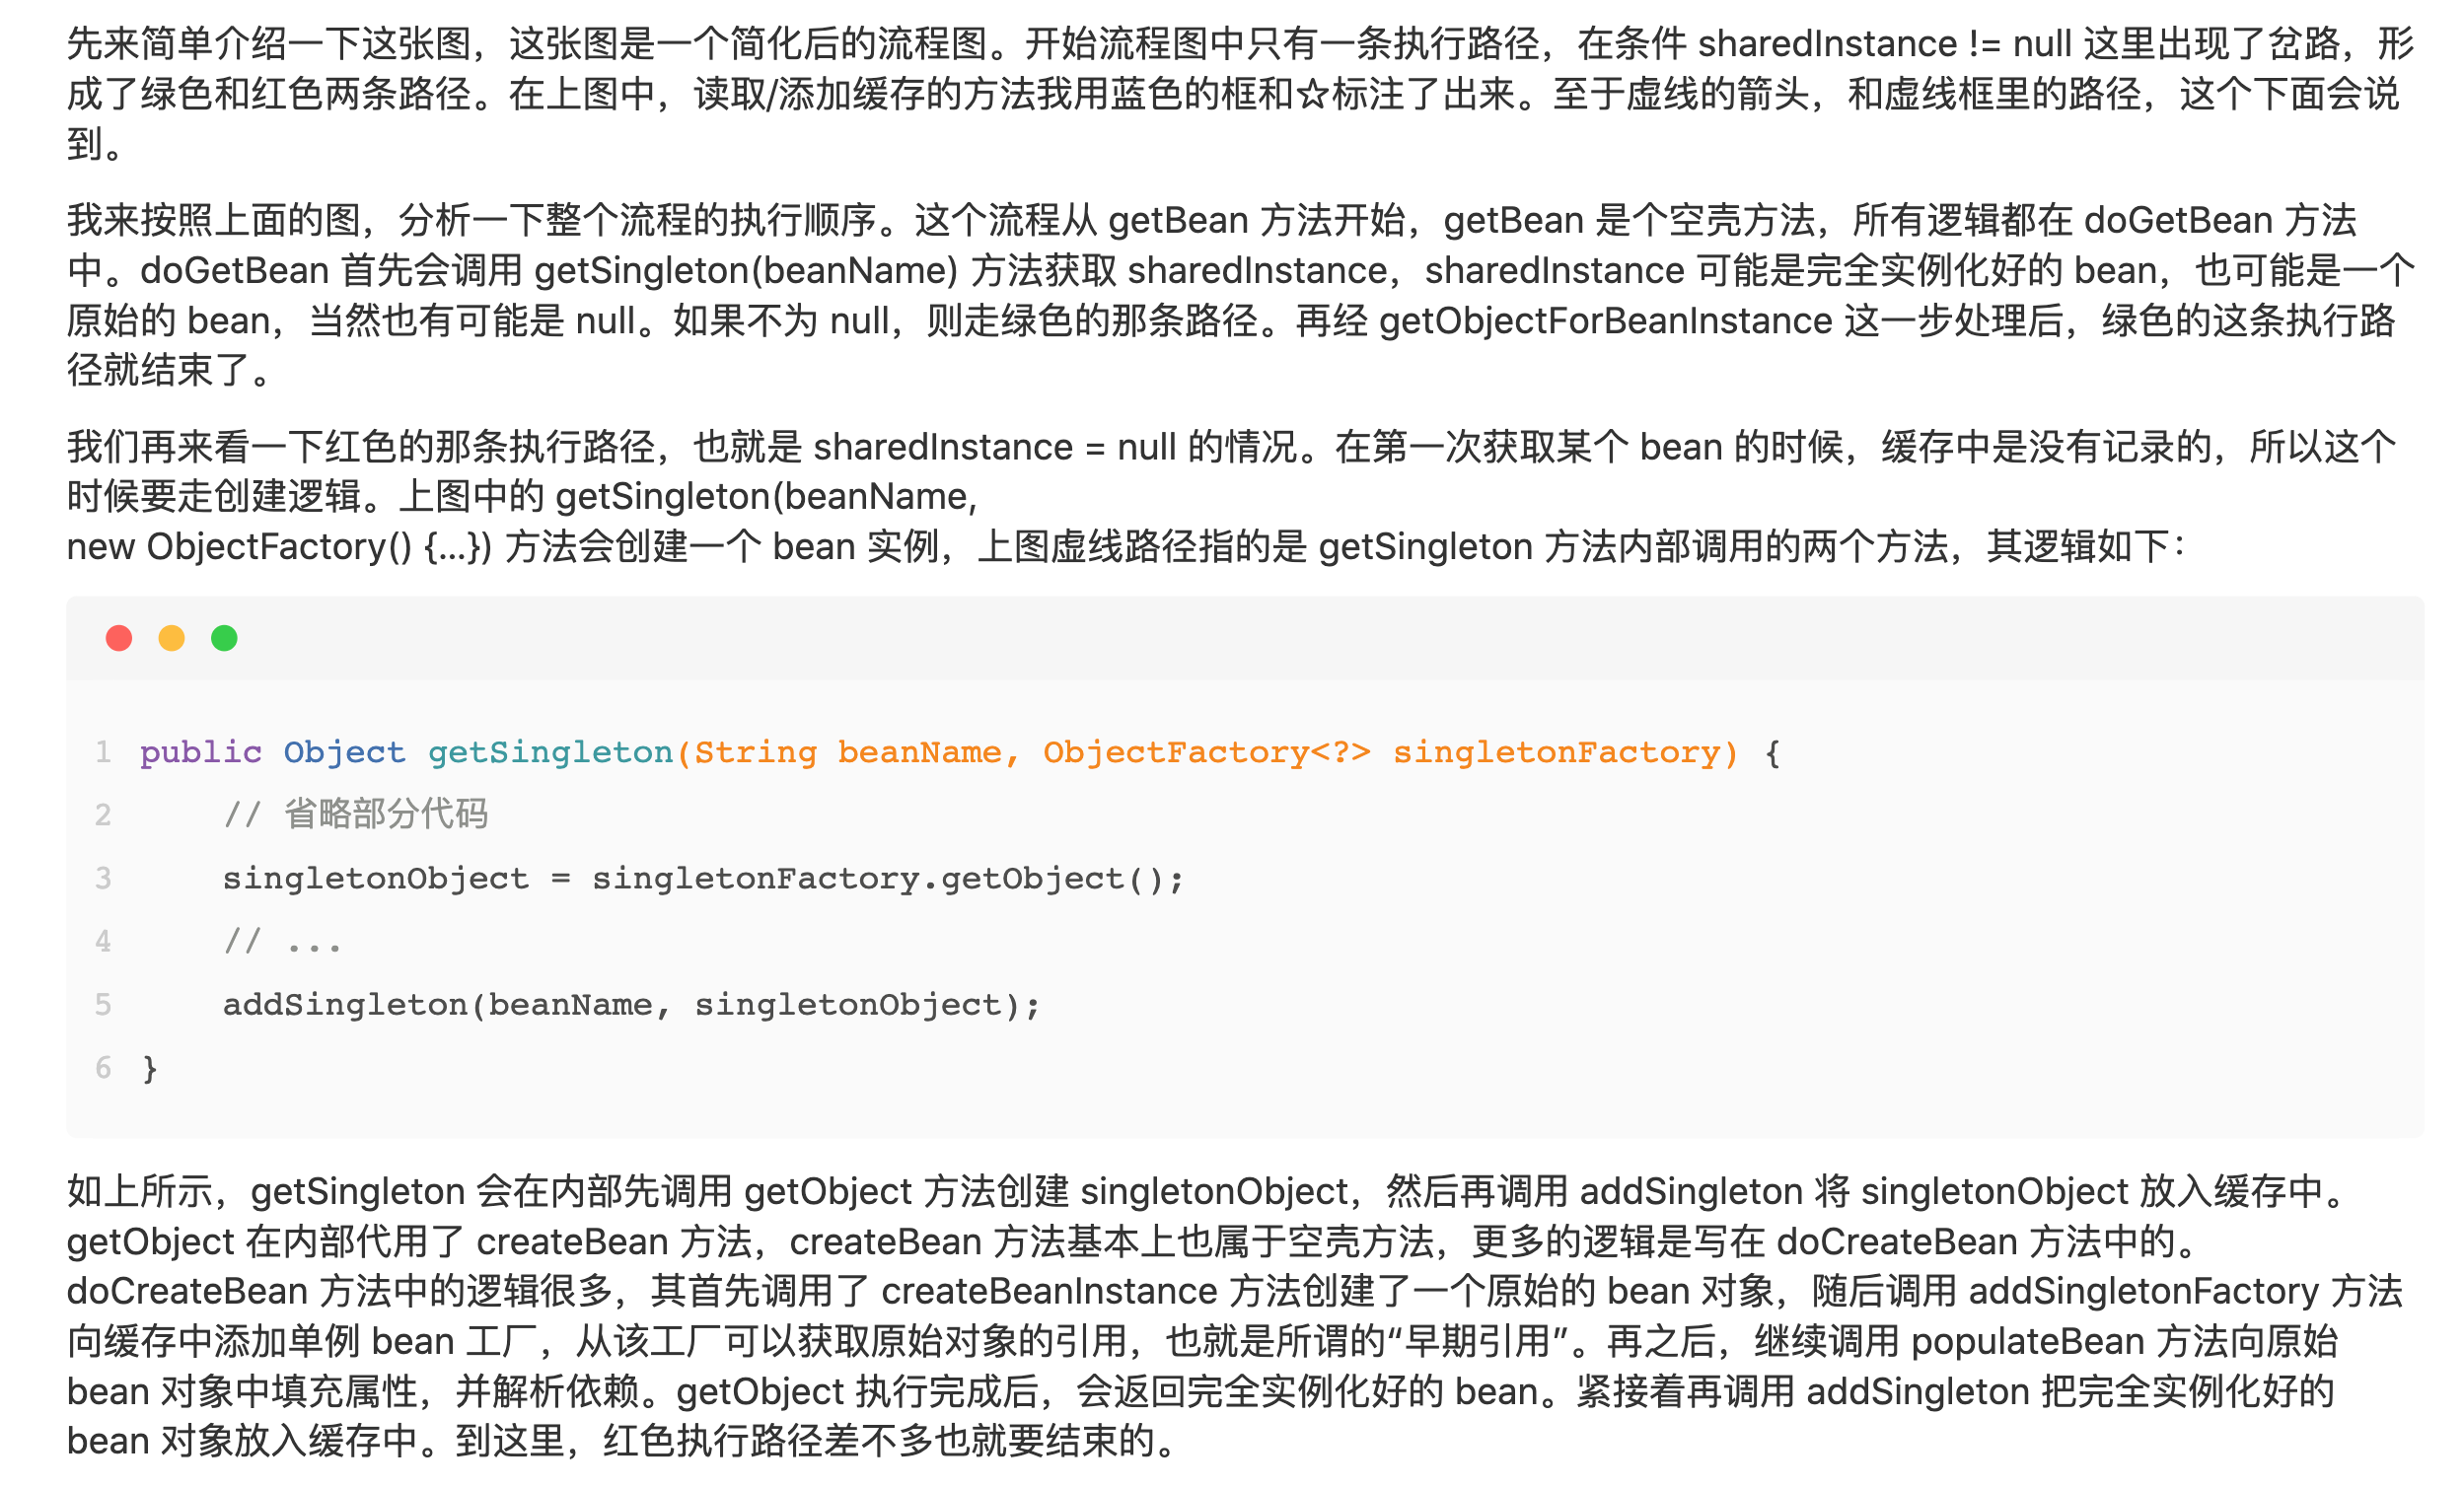 先来简单介绍一下这张图，这张图是一个简化后的流程图。开始流程图中只有一条执行路径，在条件 sharedInstance != null 这里出现了岔路，形
成了绿色和红色两条路径。在上图中，读取/添加缓存的方法我用蓝色的框和☆标注了出来。至于虚线的箭头，和虚线框里的路径，这个下面会说
到。
我来按照上面的图，分析一下整个流程的执行顺序。这个流程从 getBean 方法开始，getBean 是个空壳方法，所有逻辑都在 doGetBean 方法
中。doGetBean 首先会调用 getSingleton(beanName) 方法获取 sharedInstance，sharedInstance 可能是完全实例化好的 bean，也可能是一个
原始的 bean，当然也有可能是 null。如果不为 null，则走绿色的那条路径。再经 getObjectForBeanInstance 这一步处理后，绿色的这条执行路
径就结束了。
我们再来看一下红色的那条执行路径，也就是 sharedInstance = null 的情况。在第一次获取某个 bean 的时候，缓存中是没有记录的，所以这个
时候要走创建逻辑。上图中的 getSingleton(beanName,
new ObjectFactory() {...}) 方法会创建一个 bean 实例，上图虚线路径指的是 getSingleton 方法内部调用的两个方法，其逻辑如下：
1 public Object getSingleton(String beanName, ObjectFactory<?> singletonFactory) {
2     // 省略部分代码
3     singletonObject = singletonFactory.getObject();
4     // ...
5     addSingleton(beanName, singletonObject);
6 }
如上所示，getSingleton 会在内部先调用 getObject 方法创建 singletonObject，然后再调用 addSingleton 将 singletonObject 放入缓存中。
getObject 在内部代用了 createBean 方法，createBean 方法基本上也属于空壳方法，更多的逻辑是写在 doCreateBean 方法中的。
doCreateBean 方法中的逻辑很多，其首先调用了 createBeanInstance 方法创建了一个原始的 bean 对象，随后调用 addSingletonFactory 方法
向缓存中添加单例 bean 工厂，从该工厂可以获取原始对象的引用，也就是所谓的“早期引用”。再之后，继续调用 populateBean 方法向原始
bean 对象中填充属性，并解析依赖。getObject 执行完成后，会返回完全实例化好的 bean。紧接着再调用 addSingleton 把完全实例化好的
bean 对象放入缓存中。到这里，红色执行路径差不多也就要结束的。